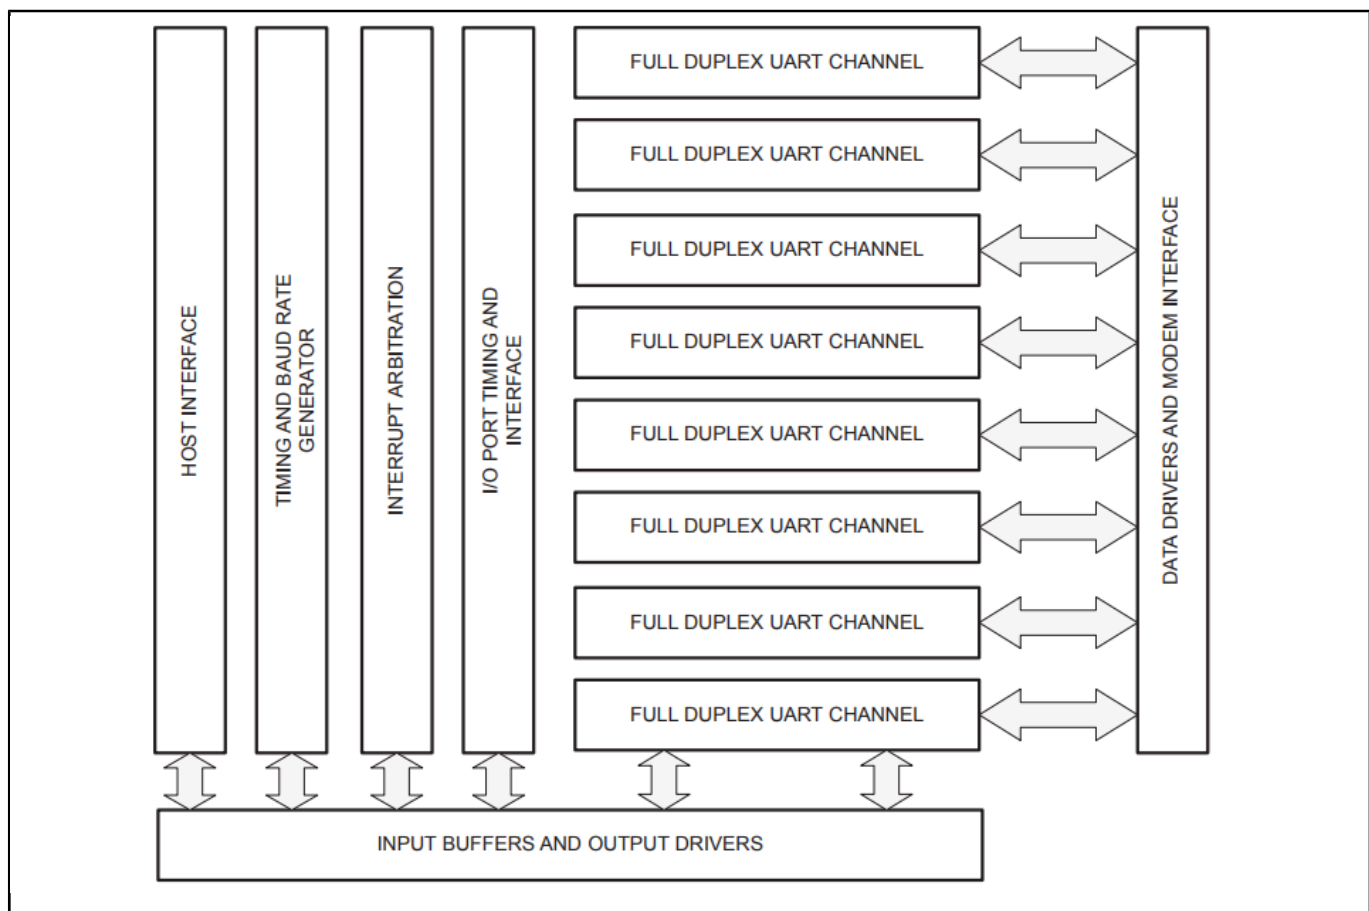 HOST INTERFACE
TIMING AND BAUD RATE
GENERATOR
INTERRUPT ARBITRATION
I/O PORT TIMING AND
INTERFACE
FULL DUPLEX UART CHANNEL
FULL DUPLEX UART CHANNEL
FULL DUPLEX UART CHANNEL
FULL DUPLEX UART CHANNEL
FULL DUPLEX UART CHANNEL
FULL DUPLEX UART CHANNEL
FULL DUPLEX UART CHANNEL
FULL DUPLEX UART CHANNEL
DATA DRIVERS AND MODEM INTERFACE
INPUT BUFFERS AND OUTPUT DRIVERS